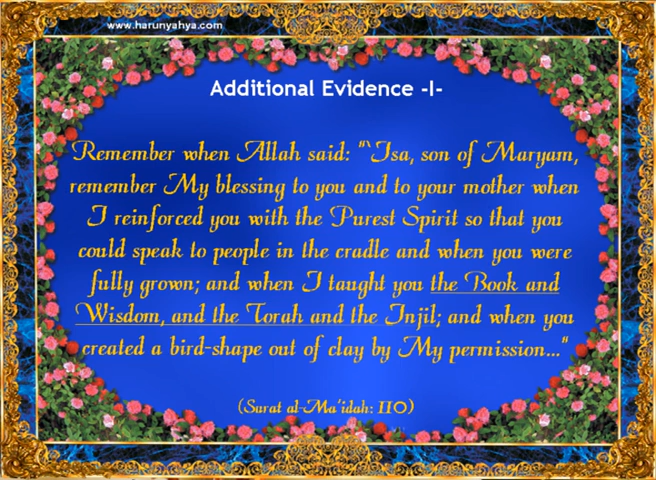 www.harunyahya.com
Additional Evidence -I-
Remember when Allah said: "`Isa, son of Maryam,
remember My blessing to you and to your mother when
I reinforced you with the Purest Spirit so that you
could speak to people in the cradle and when you were
fully grown; and when I taught you the Book and
Wisdom, and the Torah and the Injil; and when you
created a bird-shape out of clay by My permission..."
(Surat al-Ma'idah: 110)